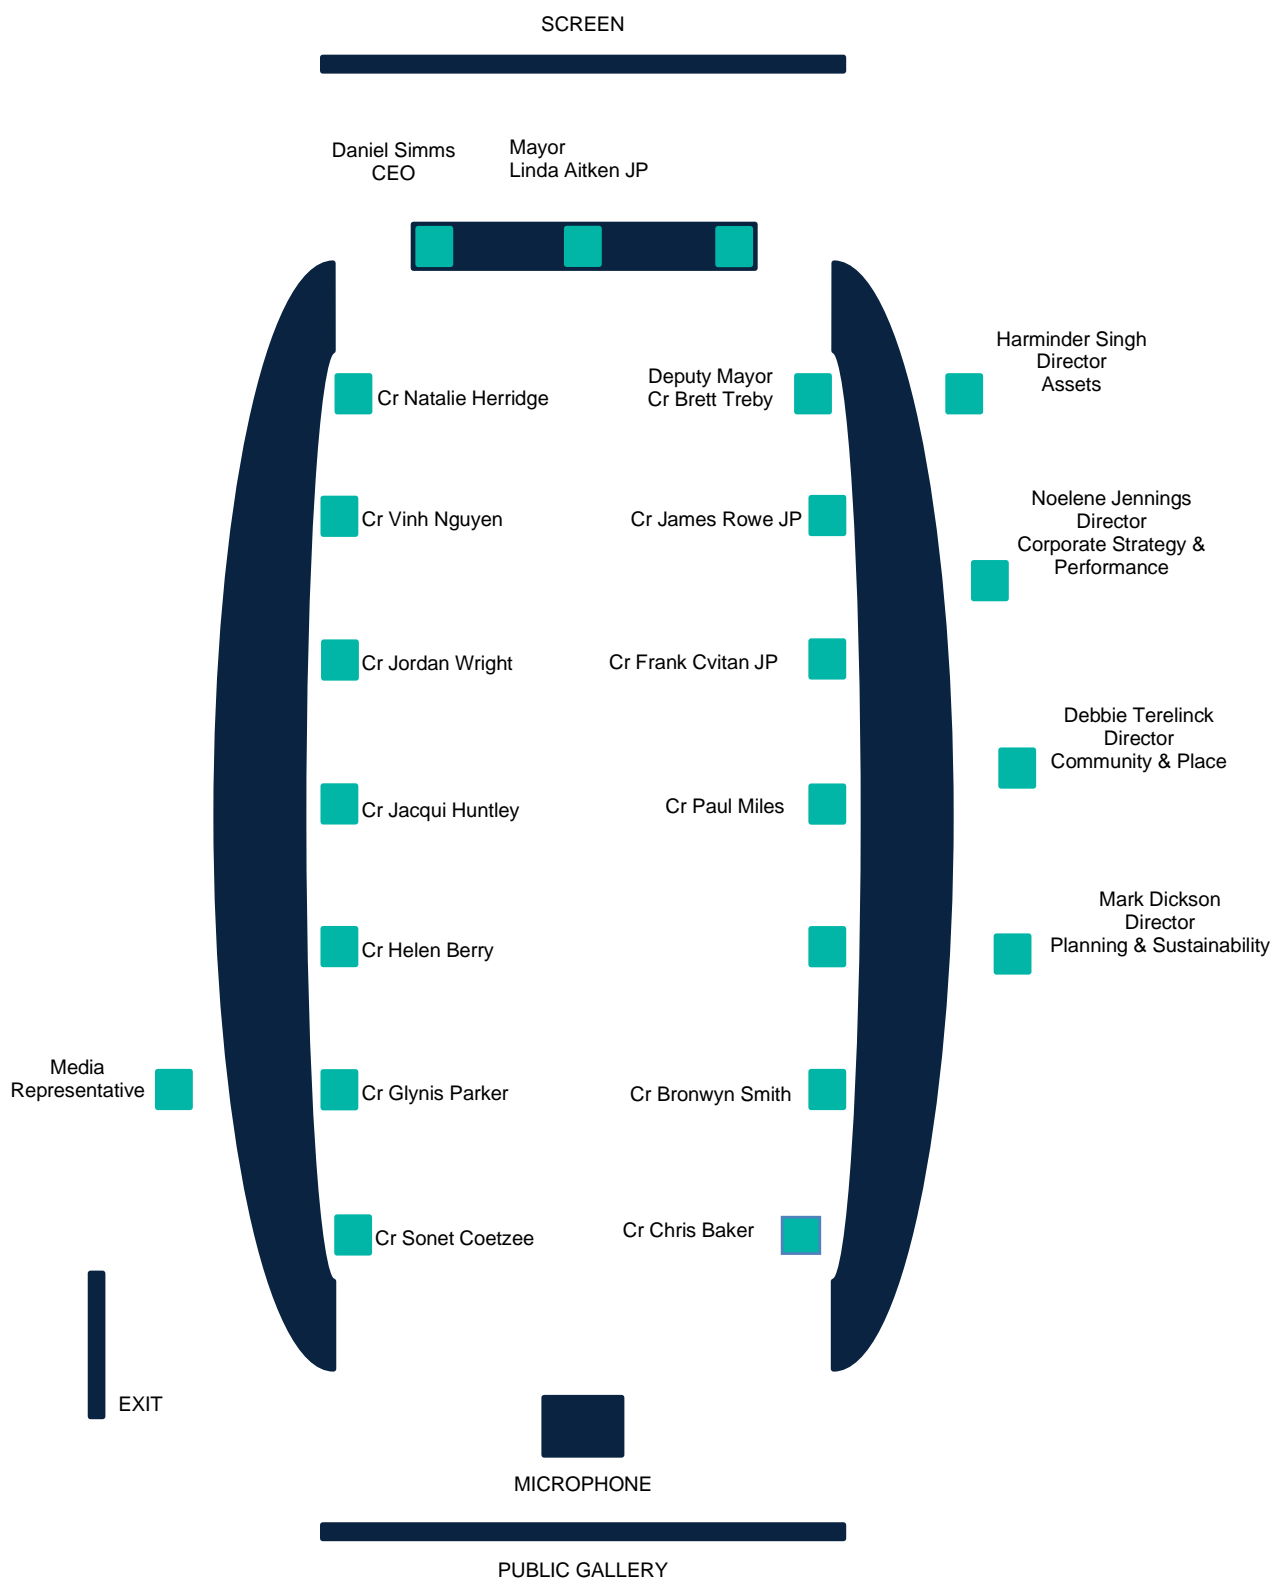 SCREEN
Daniel Simms
CEO
Mayor
Linda Aitken JP
Harminder Singh
Director
Assets
Deputy Mayor
Cr Brett Treby
Cr Natalie Herridge
Noelene Jennings
Director
Corporate Strategy &
Performance
Cr Vinh Nguyen
Cr James Rowe JP
Cr Jordan Wright
Cr Frank Cvitan JP
Debbie Terelinck
Director
Community & Place
Cr Jacqui Huntley
Cr Paul Miles
Mark Dickson
Director
Planning & Sustainability
Cr Helen Berry
Media
Representative
Cr Glynis Parker
Cr Bronwyn Smith
Cr Sonet Coetzee
Cr Chris Baker
EXIT
MICROPHONE
PUBLIC GALLERY